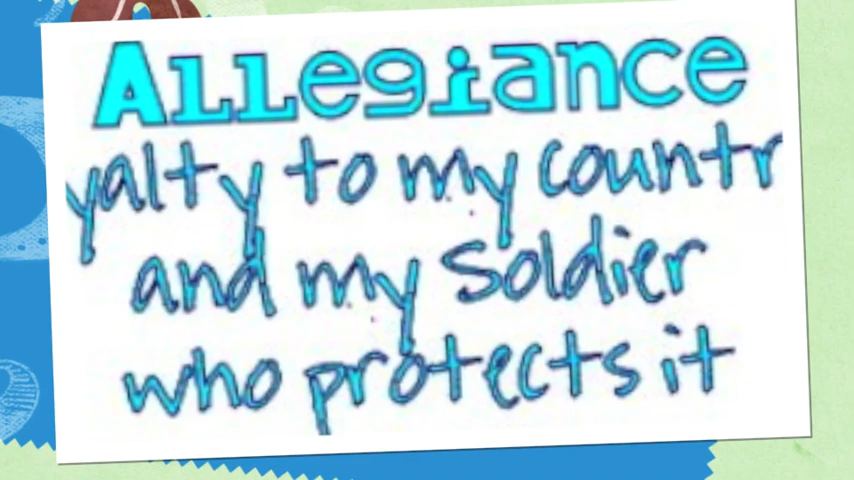 Allegiance
yalty to my countr
and my soldier
who protects it